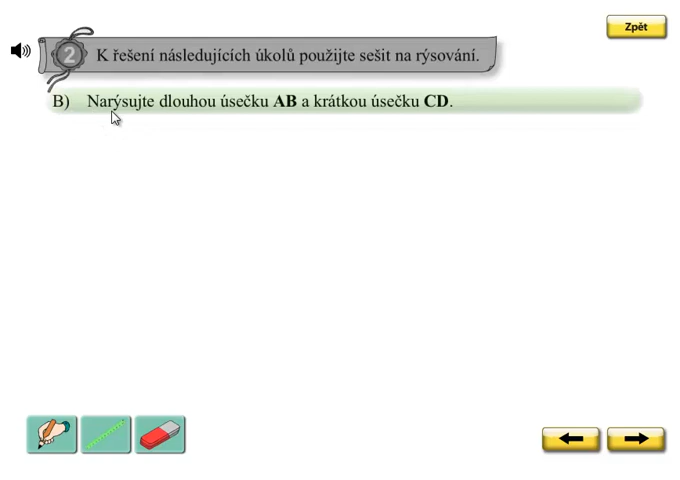 Zpět
2 K řešení následujících úkolů použijte sešit na rýsování.
B) Narýsujte dlouhou úsečku AB a krátkou úsečku CD.